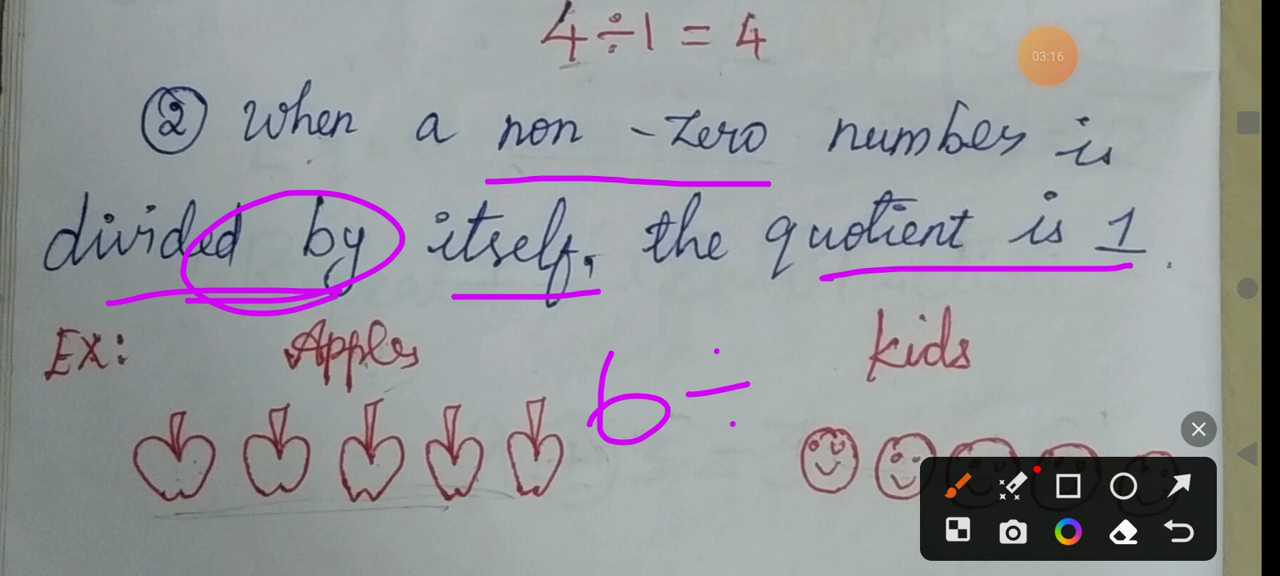 4÷1 = 4
03:16
② When a non-zero number is
divided by itself, the quotient is 1.
Ex: Apples kids
6 ÷